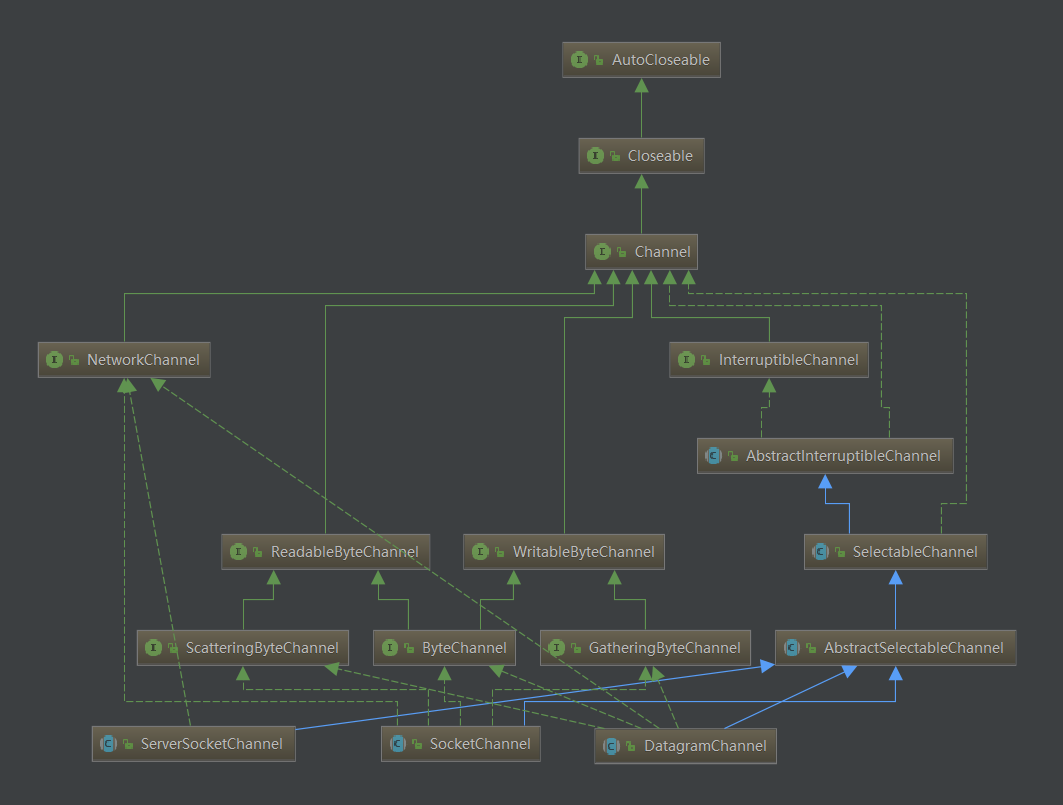 AutoCloseable
Closeable
Channel
NetworkChannel
InterruptibleChannel
AbstractInterruptibleChannel
ReadableByteChannel
WritableByteChannel
SelectableChannel
ScatteringByteChannel
ByteChannel
GatheringByteChannel
AbstractSelectableChannel
ServerSocketChannel
SocketChannel
DatagramChannel